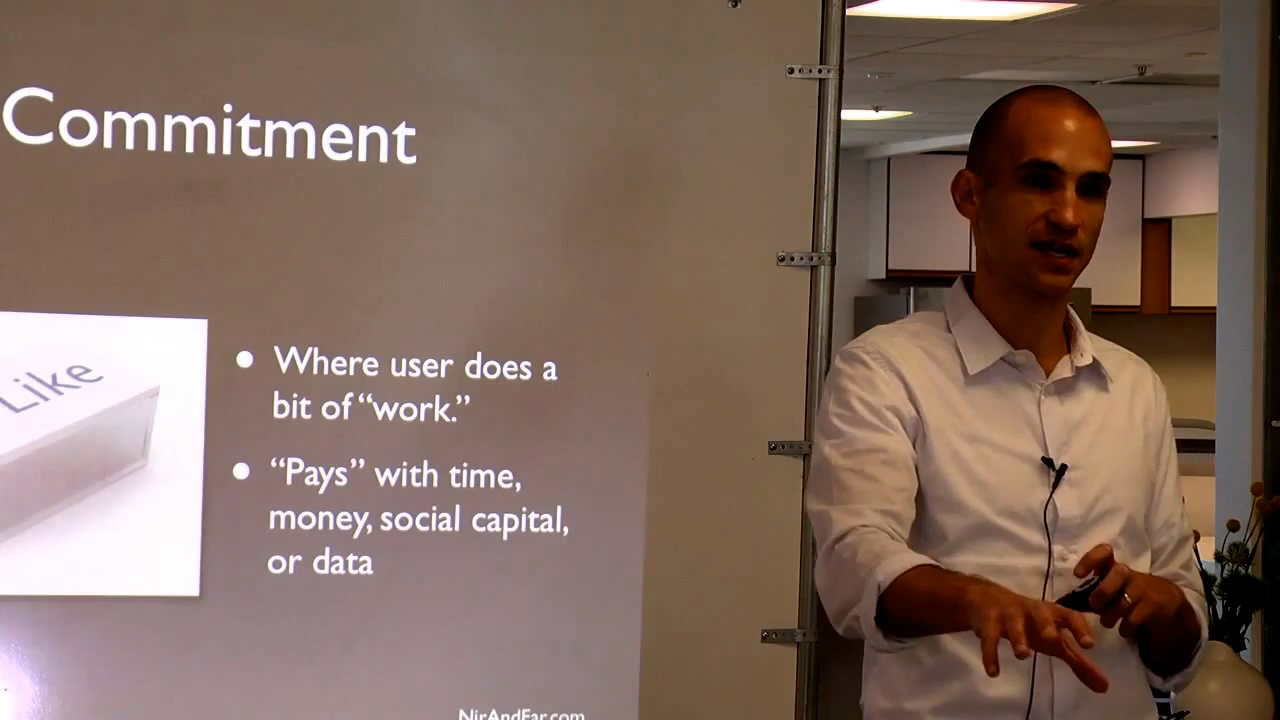 Commitment
Like
Where user does a
bit of “work.”
“Pays” with time,
money, social capital,
or data
NirAndFar.com